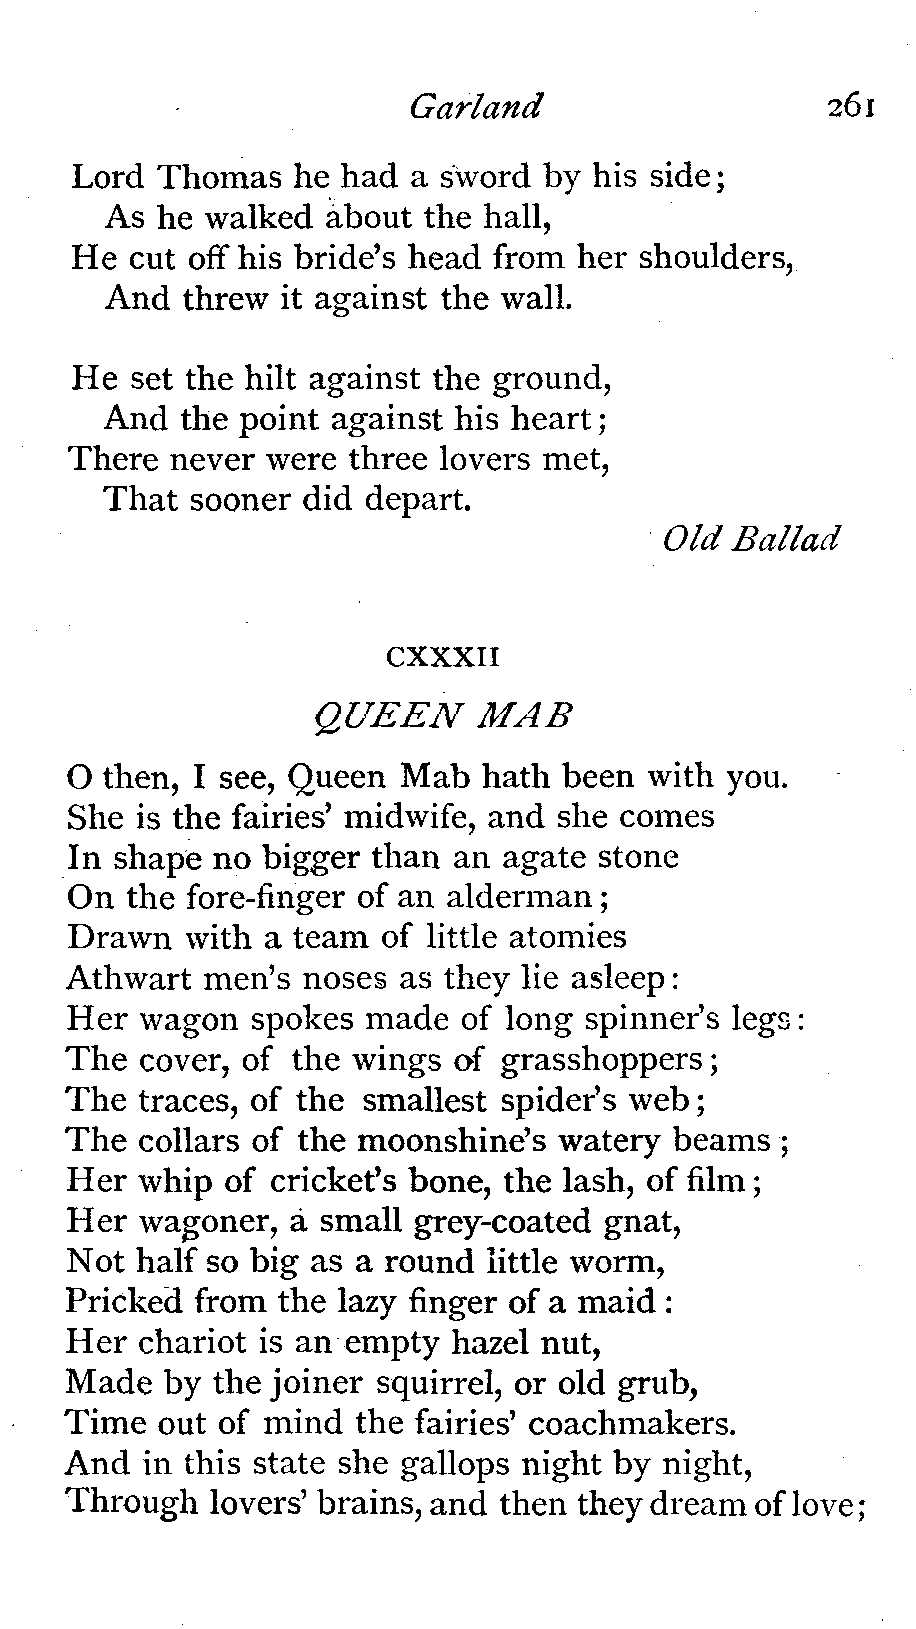 Garland 261
Lord Thomas he had a sword by his side;
As he walked about the hall,
He cut off his bride's head from her shoulders,
And threw it against the wall.
He set the hilt against the ground,
And the point against his heart;
There never were three lovers met,
That sooner did depart.
Old Ballad
CXXXII
QUEEN MAB
O then, I see, Queen Mab hath been with you.
She is the fairies' midwife, and she comes
In shape no bigger than an agate stone
On the fore-finger of an alderman;
Drawn with a team of little atomies
Athwart men's noses as they lie asleep:
Her wagon spokes made of long spinner's legs:
The cover, of the wings of grasshoppers;
The traces, of the smallest spider's web;
The collars of the moonshine's watery beams;
Her whip of cricket's bone, the lash, of film;
Her wagoner, a small grey-coated gnat,
Not half so big as a round little worm,
Pricked from the lazy finger of a maid:
Her chariot is an empty hazel nut,
Made by the joiner squirrel, or old grub,
Time out of mind the fairies' coachmakers.
And in this state she gallops night by night,
Through lovers' brains, and then they dream of love;